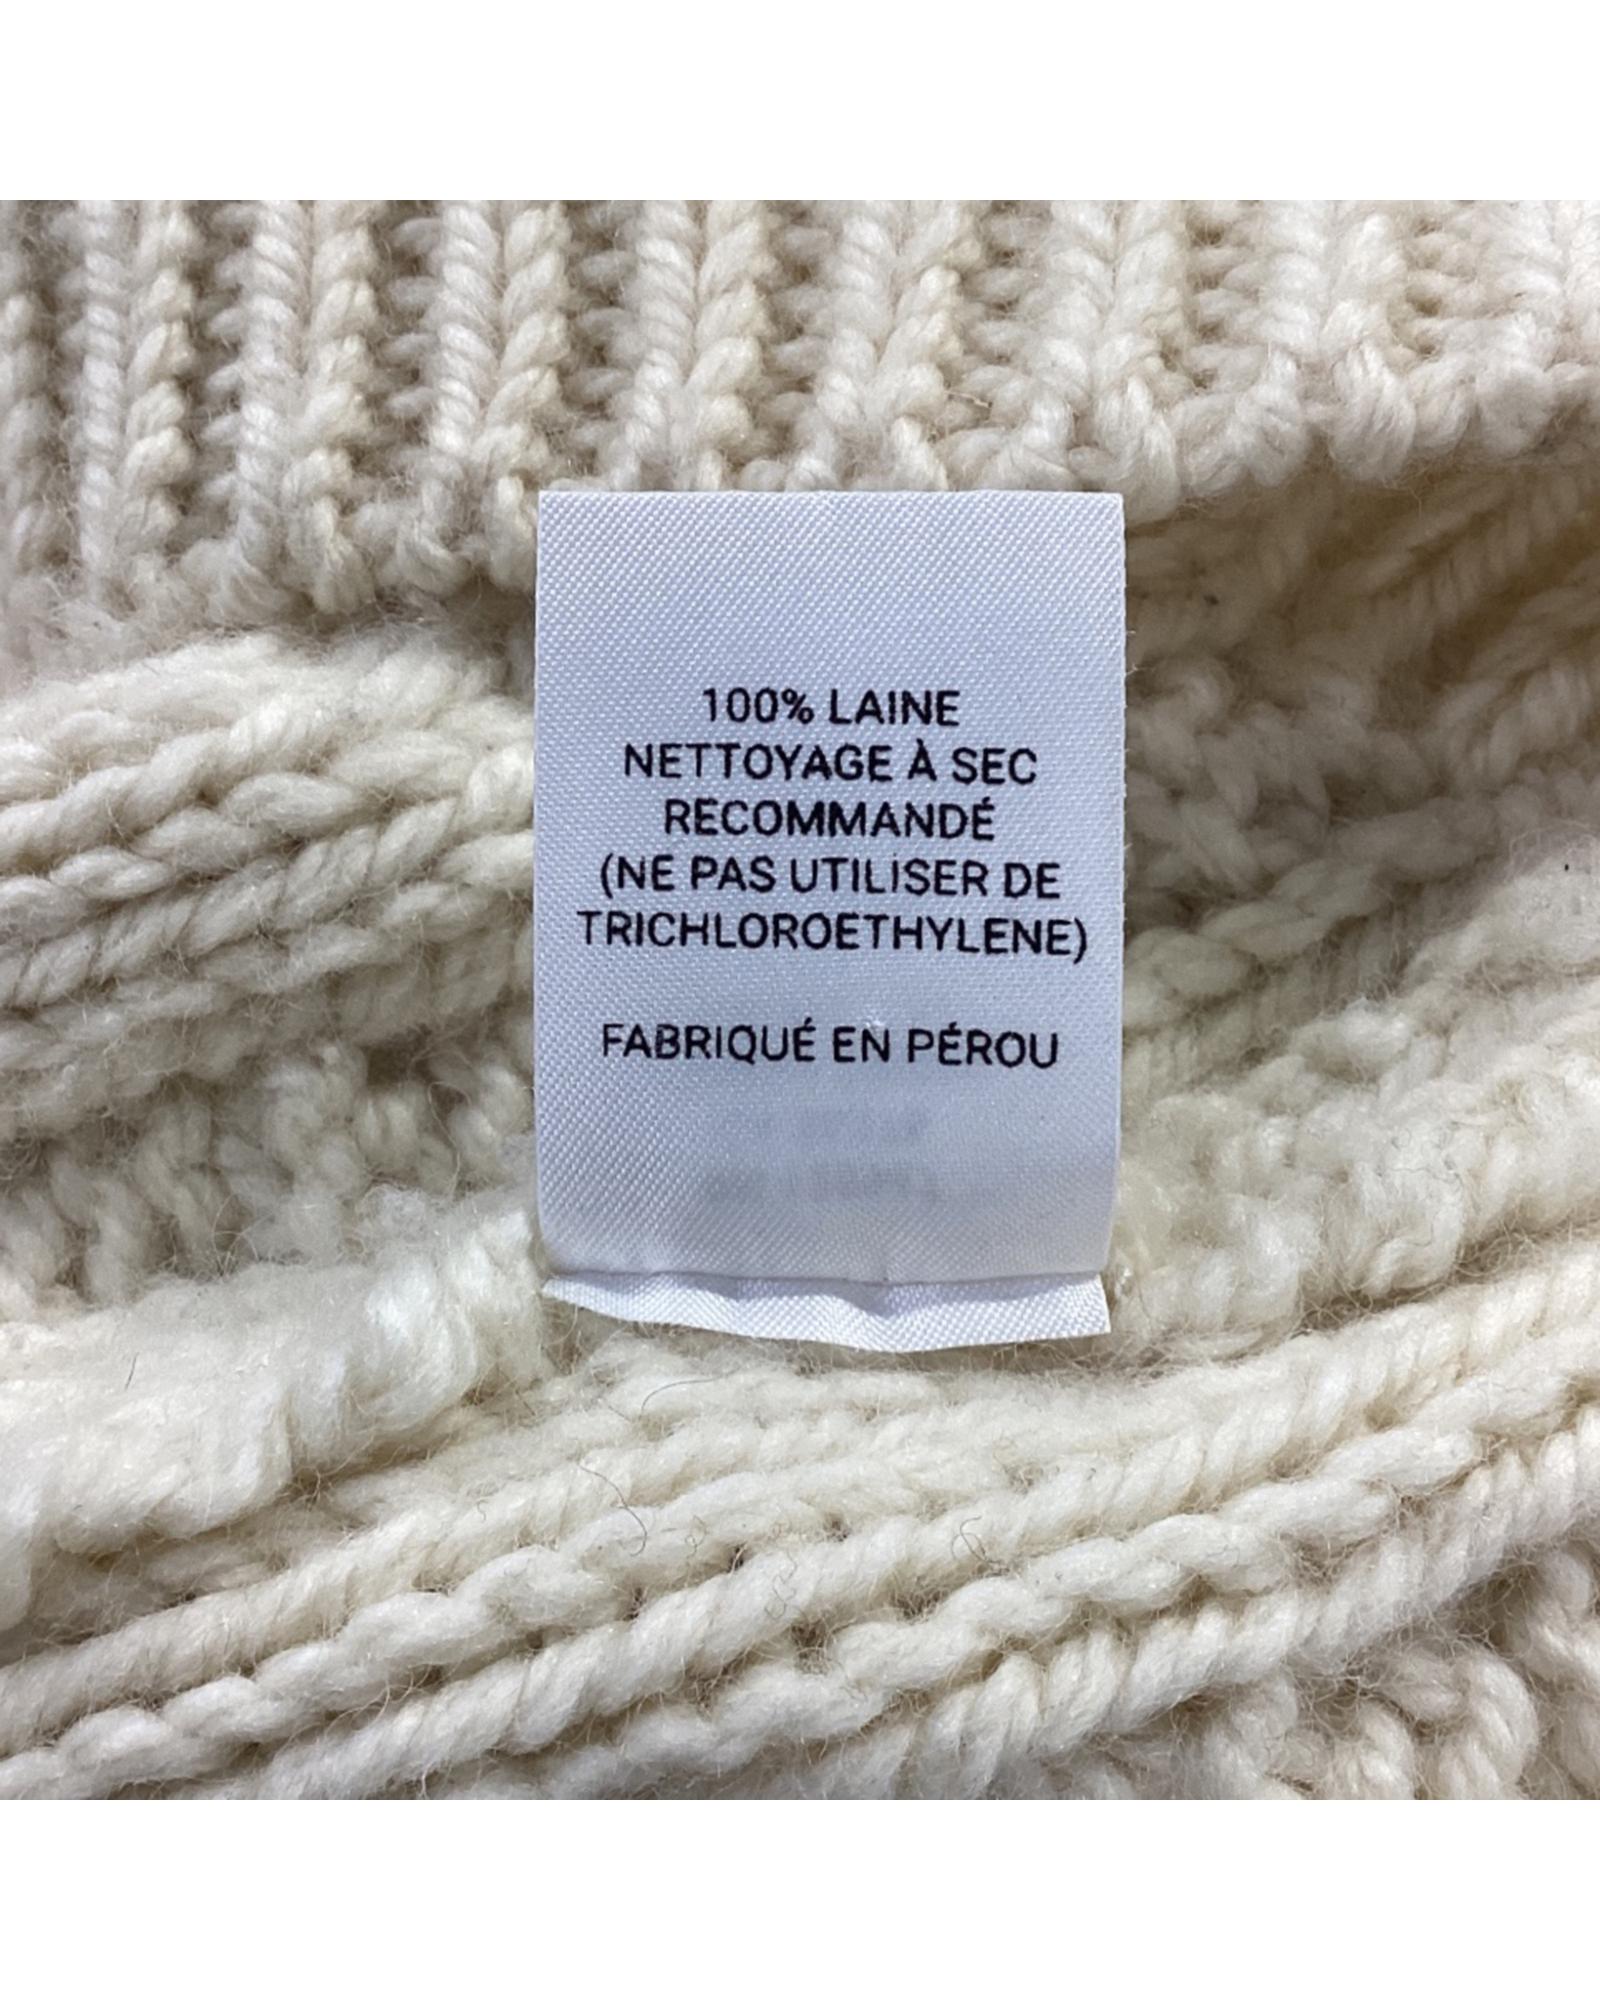 100% LAINE
NETTOYAGE À SEC
RECOMMANDÉ
(NE PAS UTILISER DE
TRICHLOROETHYLENE)
FABRIQUÉ EN PÉROU